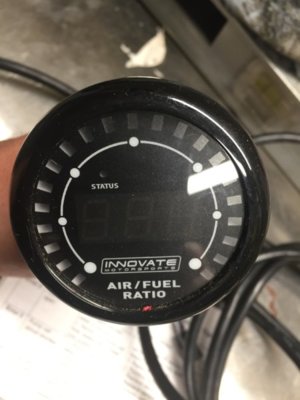 STATUS
INNOVATE
MOTORSPORTS
AIR/FUEL
RATIO